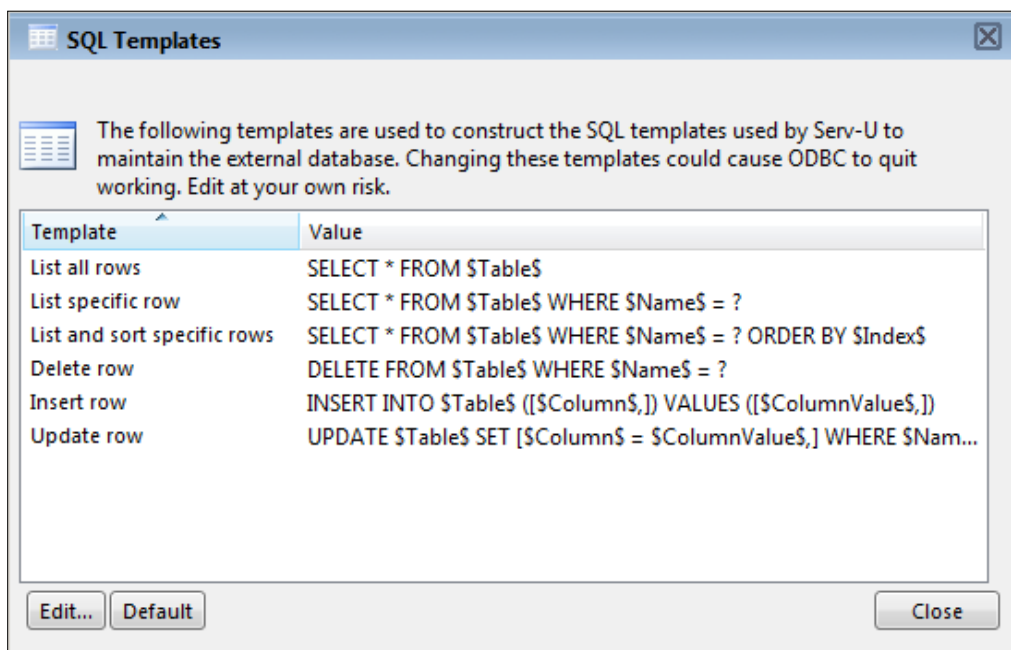 SQL Templates
The following templates are used to construct the SQL templates used by Serv-U to
maintain the external database. Changing these templates could cause ODBC to quit
working. Edit at your own risk.
Template Value
List all rows SELECT * FROM $Table$
List specific row SELECT * FROM $Table$ WHERE $Name$ = ?
List and sort specific rows SELECT * FROM $Table$ WHERE $Name$ = ? ORDER BY $Index$
Delete row DELETE FROM $Table$ WHERE $Name$ = ?
Insert row INSERT INTO $Table$ ([$Column$,]) VALUES ([$ColumnValue$,])
Update row UPDATE $Table$ SET [$Column$ = $ColumnValue$,] WHERE $Nam...
Edit... Default Close